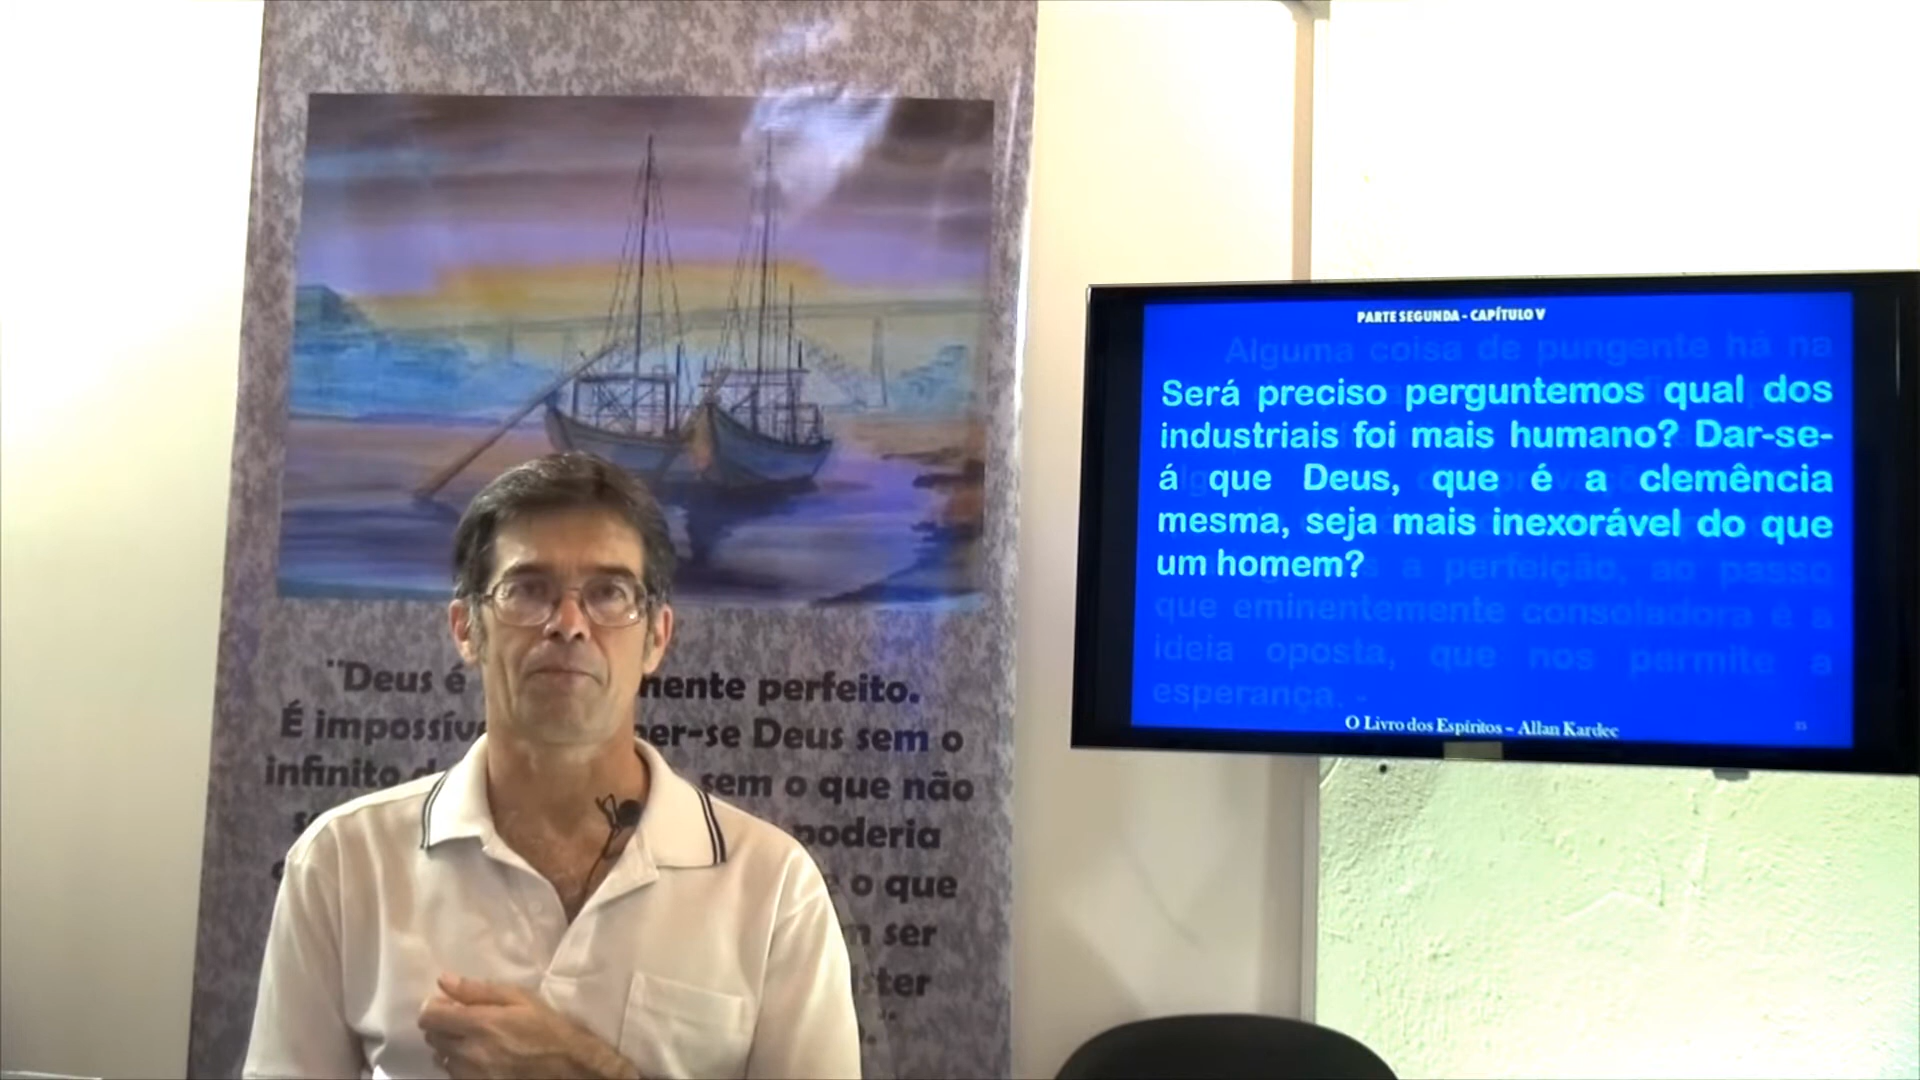 ¨Deus é
nente perfeito.
É impossíve
er-se Deus sem o
infinito d
sem o que não
s
poderia
o que
ser
ster
PARTE SEGUNDA - CAPÍTULO V
Alguma coisa de pungente há na
Será preciso perguntemos qual dos
industriais foi mais humano? Dar-se-
á que Deus, que é a clemência
mesma, seja mais inexorável do que
um homem?
a perfeição, ao passo
que eminentemente consoladora é a
ideia oposta, que nos permite a
esperança. -
O Livro dos Espíritos – Allan Kardec